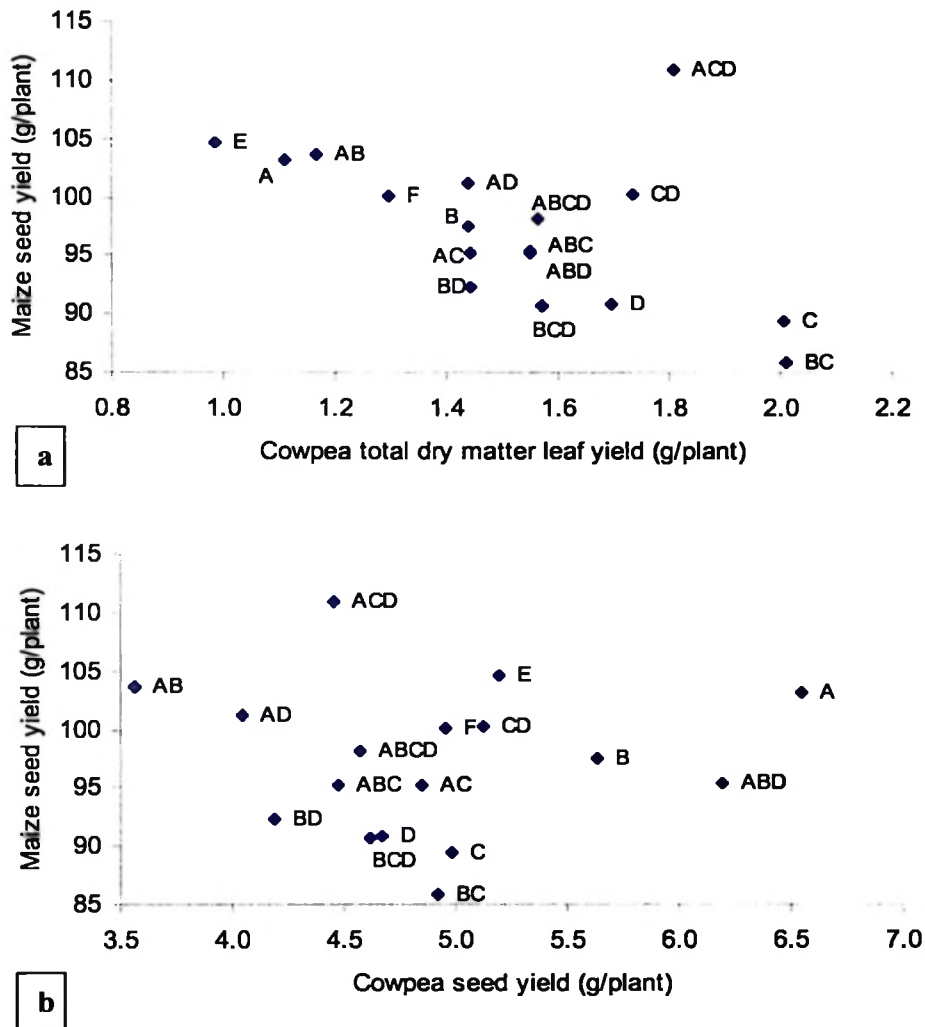 115
ACD
110
105
E
AB
A
AD
CD
100
F
ABCD
B
95
AC
ABC
ABD
BD
90
BCD
D
C
BC
85
0.8 1.0 1.2 1.4 1.6 1.8 2.0 2.2
Maize seed yield (g/plant)
Cowpea total dry matter leaf yield (g/plant)
a
115
ACD
110
105
E
AB
A
AD
100
F
CD
ABCD
B
95
ABC
AC
ABD
BD
90
D
BCD
C
BC
85
3.5 4.0 4.5 5.0 5.5 6.0 6.5 7.0
Maize seed yield (g/plant)
Cowpea seed yield (g/plant)
b